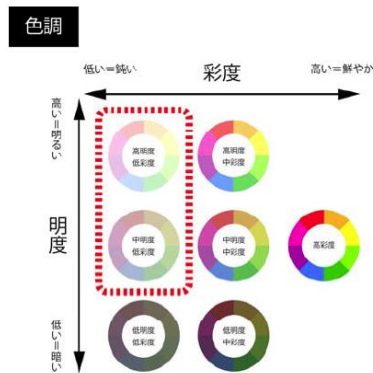 色調
低い＝鈍い
彩度
高い＝鮮やか
高い＝明るい
明度
低い＝暗い
高明度
低彩度
高明度
中彩度
中明度
低彩度
中明度
中彩度
高彩度
低明度
低彩度
低明度
中彩度